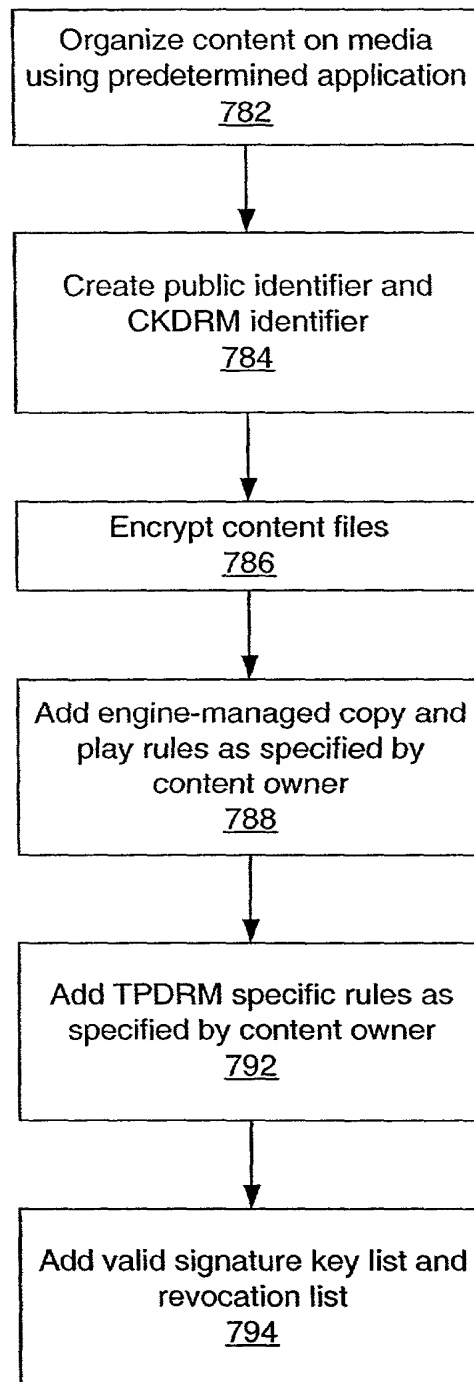 Organize content on media
using predetermined application
782
Create public identifier and
CKDRM identifier
784
Encrypt content files
786
Add engine-managed copy and
play rules as specified by
content owner
788
Add TPDRM specific rules as
specified by content owner
792
Add valid signature key list and
revocation list
794